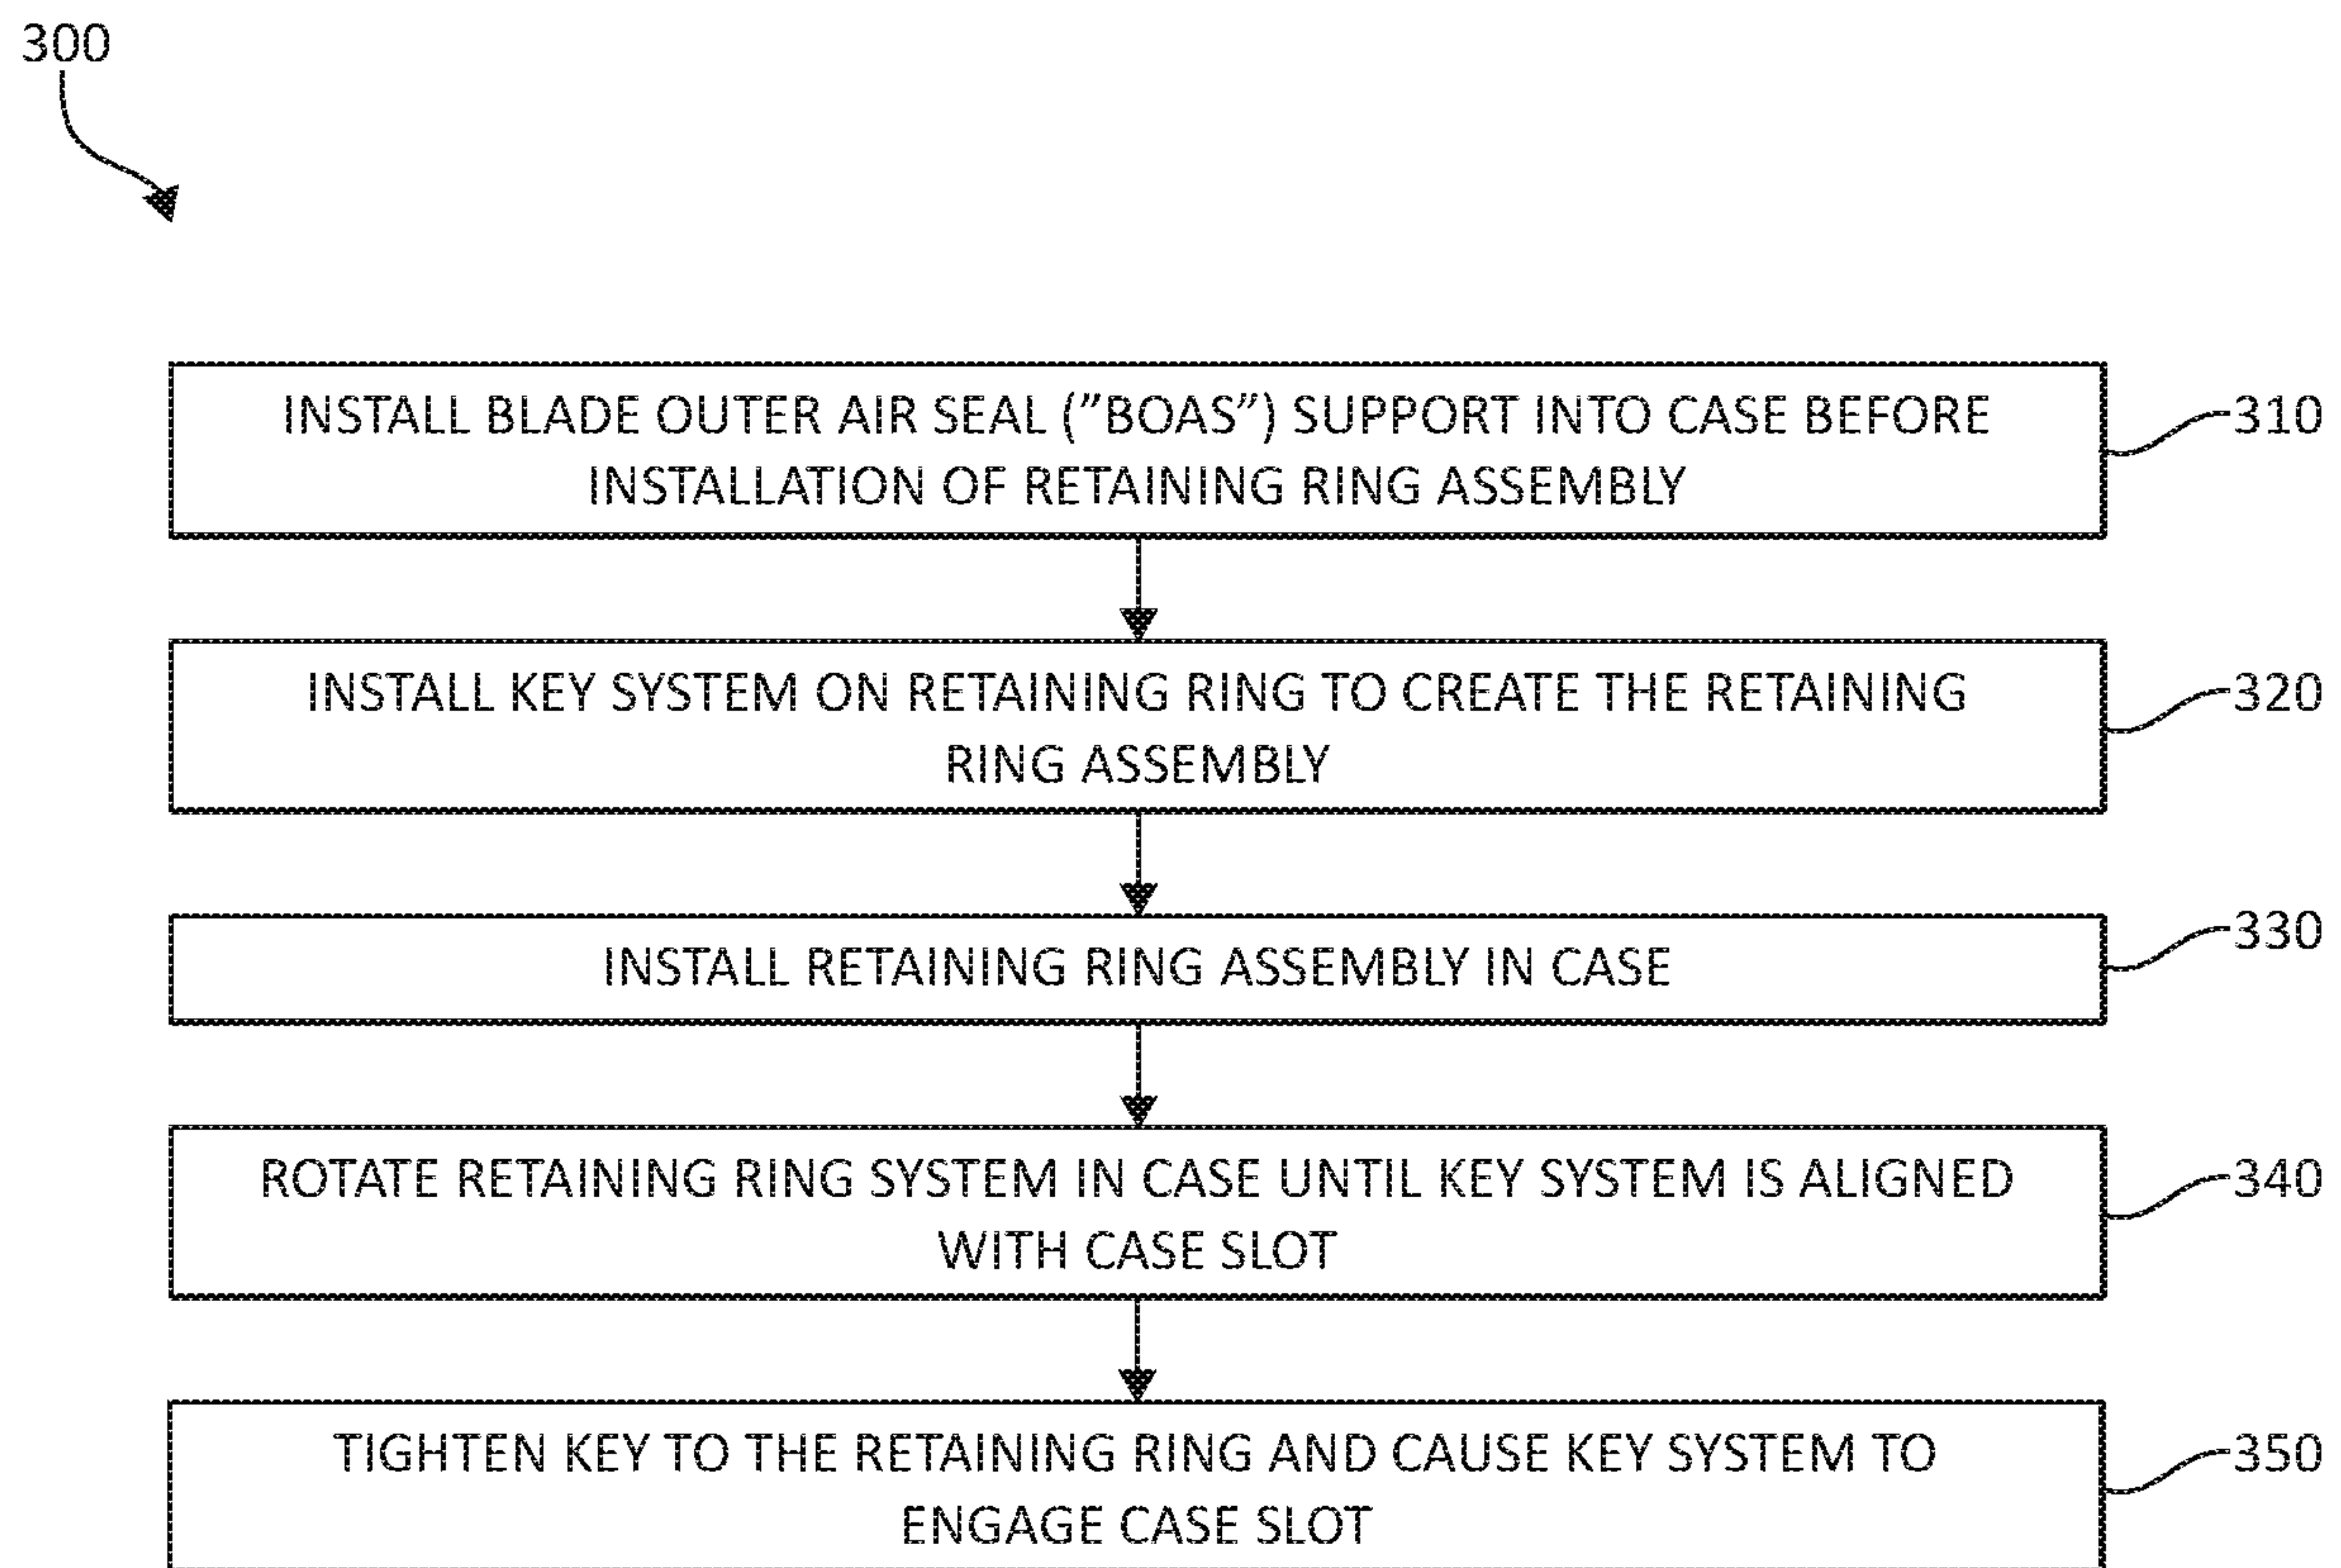 300
INSTALL BLADE OUTER AIR SEAL (”BOAS”) SUPPORT INTO CASE BEFORE
INSTALLATION OF RETAINING RING ASSEMBLY
310
INSTALL KEY SYSTEM ON RETAINING RING TO CREATE THE RETAINING
RING ASSEMBLY
320
INSTALL RETAINING RING ASSEMBLY IN CASE
330
ROTATE RETAINING RING SYSTEM IN CASE UNTIL KEY SYSTEM IS ALIGNED
WITH CASE SLOT
340
TIGHTEN KEY TO THE RETAINING RING AND CAUSE KEY SYSTEM TO
ENGAGE CASE SLOT
350